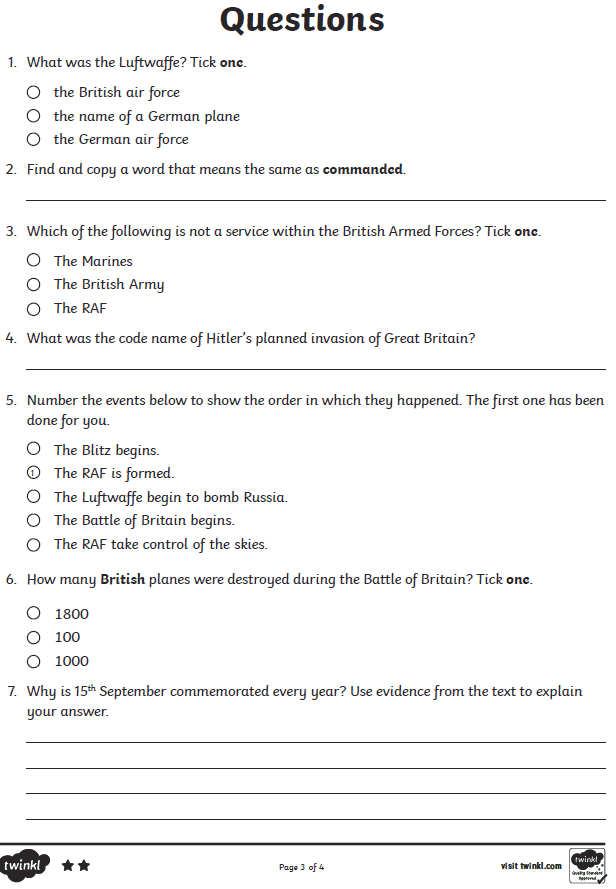 Questions
1. What was the Luftwaffe? Tick one.
the British air force
the name of a German plane
the German air force
2. Find and copy a word that means the same as commanded.
3. Which of the following is not a service within the British Armed Forces? Tick one.
The Marines
The British Army
The RAF
4. What was the code name of Hitler's planned invasion of Great Britain?
5. Number the events below to show the order in which they happened. The first one has been
done for you.
The Blitz begins.
1 The RAF is formed.
The Luftwaffe begin to bomb Russia.
The Battle of Britain begins.
The RAF take control of the skies.
6. How many British planes were destroyed during the Battle of Britain? Tick one.
1800
100
1000
7. Why is 15th September commemorated every year? Use evidence from the text to explain
your answer.
twinkl
Page 3 of 4
visit twinkl.com
twinkl
Quality Standard
Approved